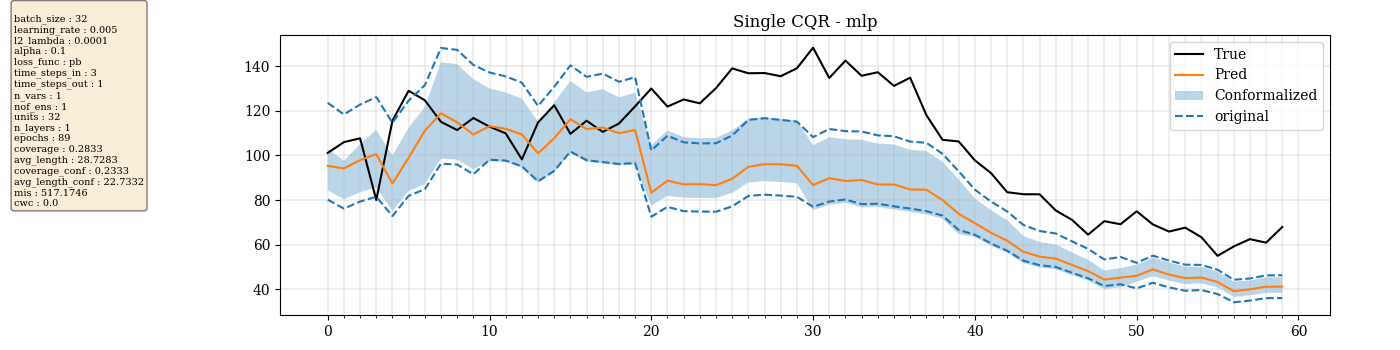 batch_size : 32
learning_rate : 0.005
l2_lambda : 0.0001
alpha : 0.1
loss_func : pb
time_steps_in : 3
time_steps_out : 1
n_vars : 1
nof_ens : 1
units : 32
n_layers : 1
epochs : 89
coverage : 0.2833
avg_length : 28.7283
coverage_conf : 0.2333
avg_length_conf : 22.7332
mis : 517.1746
cwc : 0.0
Single CQR - mlp
140
120
100
80
60
40
0 10 20 30 40 50 60
True
Pred
Conformalized
original